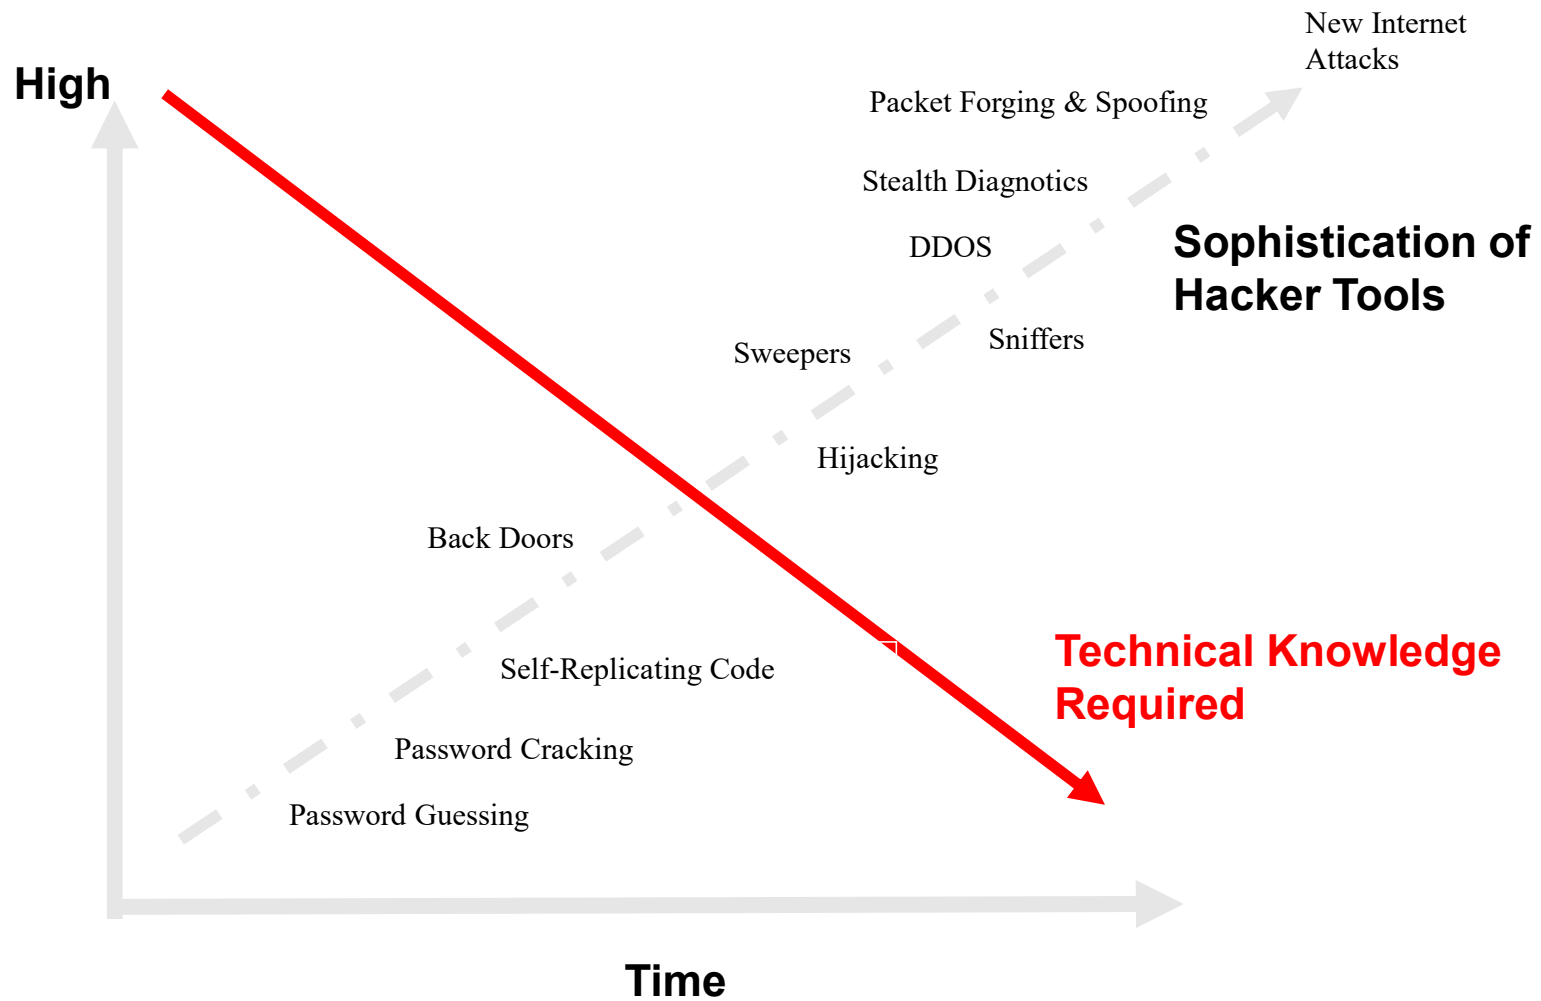 New Internet
Attacks
High
Packet Forging & Spoofing
Stealth Diagnotics
DDOS
Sophistication of
Hacker Tools
Sniffers
Sweepers
Hijacking
Back Doors
Technical Knowledge
Required
Self-Replicating Code
Password Cracking
Password Guessing
Time